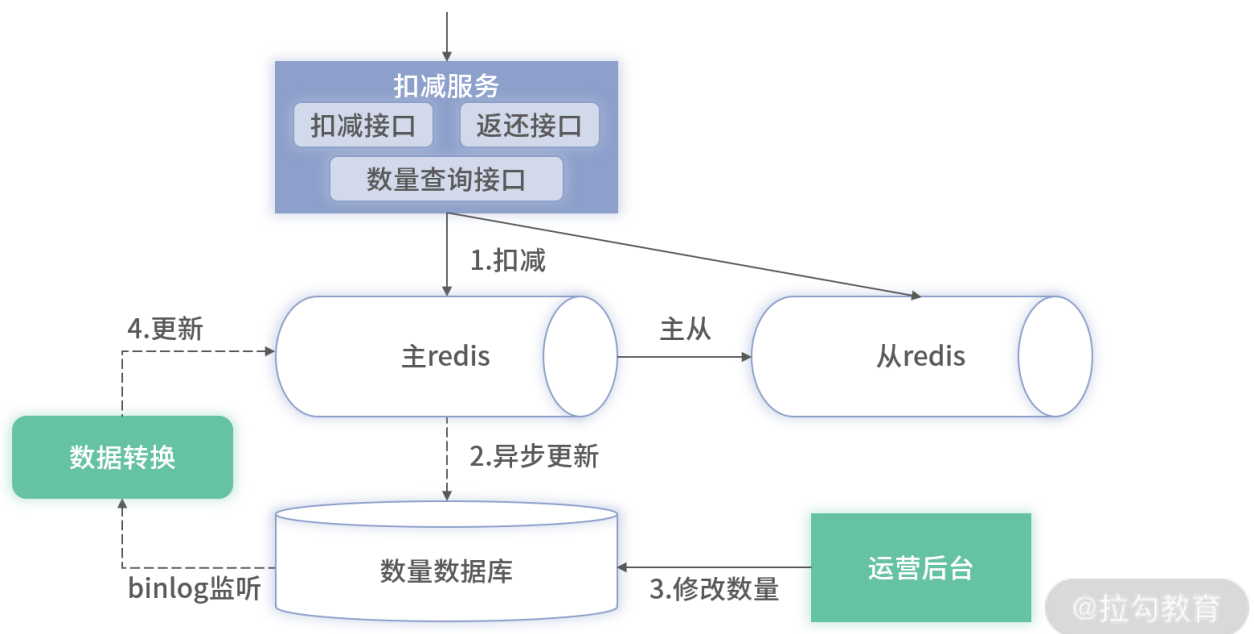 扣减服务
扣减接口
返还接口
数量查询接口
1.扣减
4.更新
主redis
主从
从redis
数据转换
2.异步更新
数量数据库
运营后台
binlog监听
3.修改数量
@拉勾教育